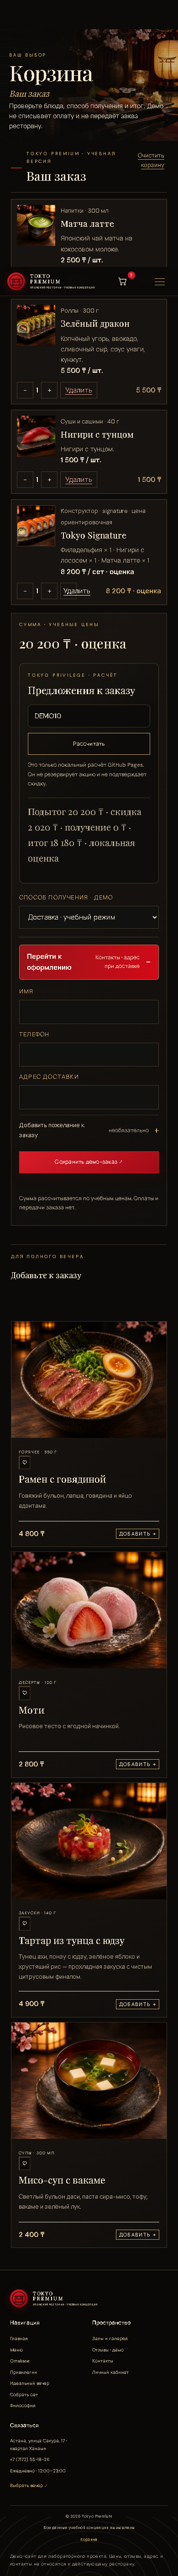 ВАШ ВЫБОР
Корзина
Ваш заказ
Проверьте блюда, способ получения и итог. Демо
не списывает оплату и не передаёт заказ
ресторану.
TOKYO PREMIUM · УЧЕБНАЯ
ВЕРСИЯ
Ваш заказ
Очистить
корзину
Напитки · 300 мл
Матча латте
Японский чай матча на
кокосовом молоке.
2 500 ₸ / шт.
TOKYO
PREMIUM
Роллы · 300 г
Зелёный дракон
Копчёный угорь, авокадо,
сливочный сыр, соус унаги,
кунжут.
5 500 ₸ / шт.
− 1 + Удалить 5 500 ₸
Суши и сашими · 40 г
Нигири с тунцом
Нигири с тунцом.
1 500 ₸ / шт.
− 1 + Удалить 1 500 ₸
Конструктор · signature · цена
ориентировочная
Tokyo Signature
Филадельфия × 1 · Нигири с
лососем × 1 · Матча латте × 1
8 200 ₸ / сет · оценка
− 1 + Удалить 8 200 ₸ · оценка
СУММА · УЧЕБНЫЕ ЦЕНЫ
20 200 ₸ · оценка
TOKYO PRIVILEGE · РАСЧЁТ
Предложения к заказу
DEMO10
Рассчитать
Это только локальный расчёт GitHub Pages.
Он не резервирует акцию и не подтверждает
скидку.
Подытог 20 200 ₸ · скидка
2 020 ₸ · получение 0 ₸ ·
итог 18 180 ₸ · локальная
оценка
СПОСОБ ПОЛУЧЕНИЯ · ДЕМО
Доставка · учебный режим
Перейти к
оформлению
Контакты · адрес
при доставке
→
ИМЯ
ТЕЛЕФОН
АДРЕС ДОСТАВКИ
Добавить пожелание к
заказу
необязательно +
Сохранить демо-заказ ↗
Сумма рассчитывается по учебным ценам. Оплаты и
передачи заказа нет.
ДЛЯ ПОЛНОГО ВЕЧЕРА
Добавьте к заказу
ГОРЯЧЕЕ · 550 Г
Рамен с говядиной
Говяжий бульон, лапша, говядина и яйцо
адзитама.
4 800 ₸ ДОБАВИТЬ +
ДЕСЕРТЫ · 130 Г
Моти
Рисовое тесто с ягодной начинкой.
2 800 ₸ ДОБАВИТЬ +
ЗАКУСКИ · 140 Г
Тартар из тунца с юдзу
Тунец акя, понзу с юдзу, зелёное яблоко и
хрустящий рис — прохладная закуска с чистым
цитрусовым финалом.
4 900 ₸ ДОБАВИТЬ +
СУПЫ · 300 МЛ
Мисо-суп с вакаме
Светлый бульон даси, паста сиро-мисо, тофу,
вакаме и зелёный лук.
2 400 ₸ ДОБАВИТЬ +
TOKYO
PREMIUM
Навигация
Главная
Меню
Омакасе
Привилегия
Идеальный вечер
Собрать сет
Философия
Пространство
Залы и галерея
Отзывы · демо
Контакты
Личный кабинет
Связаться
Астана, улица Сакура, 17 ·
квартал Ханами
+7 (7172) 55-18-06
Ежедневно · 12:00–23:00
Выбрать вечер ↗
© 2026 Tokyo Premium
Корзина
Демо-сайт для лабораторного проекта. Цены, отзывы, адрес и
контакты не относятся к действующему ресторану.